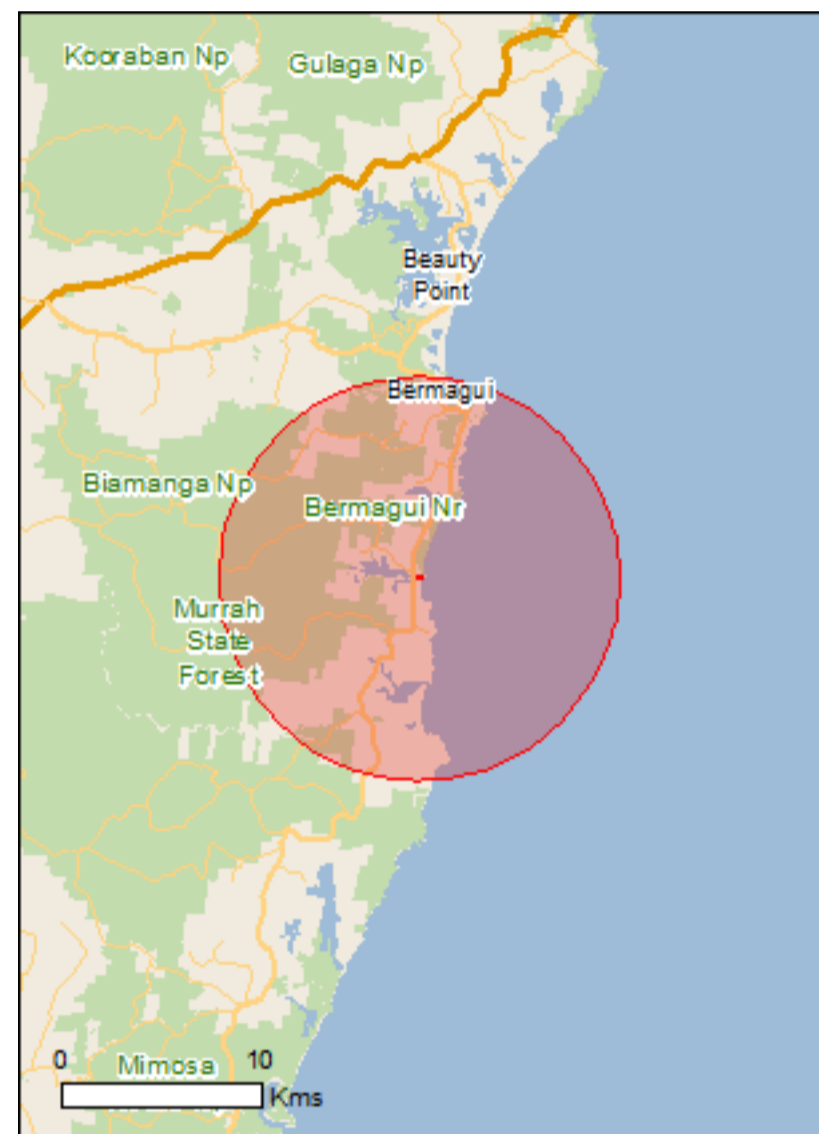 Kooraban Np
Gulaga Np
Beauty
Point
Bermagui
Biamanga Np
Bermagui Nr
Murrah
State
Forest
0
10
Mimosa
Kms